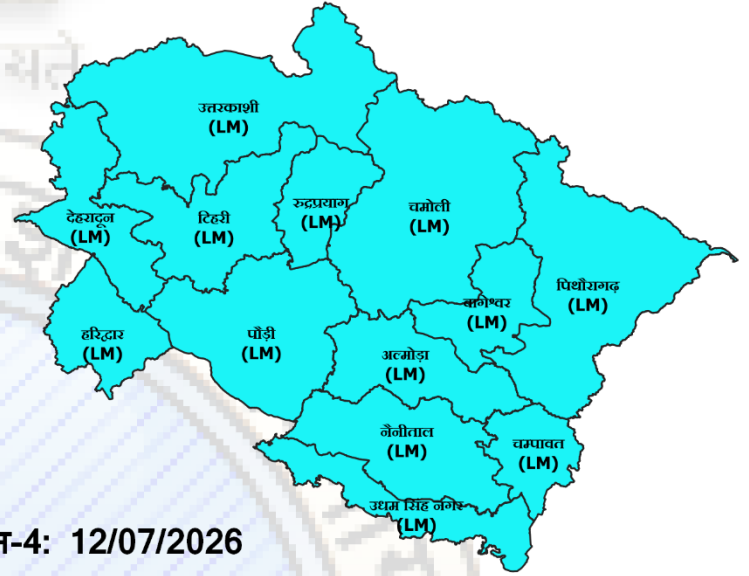 उत्तरकाशी
(LM)
रुद्रप्रयाग
(LM)
चमोली
(LM)
देहरादून
(LM)
टिहरी
(LM)
पिथौरागढ़
(LM)
बागेश्वर
(LM)
हरिद्वार
(LM)
पौड़ी
(LM)
अल्मोड़ा
(LM)
नैनीताल
(LM)
चम्पावत
(LM)
उधम सिंह नगर
(LM)
-4: 12/07/2026